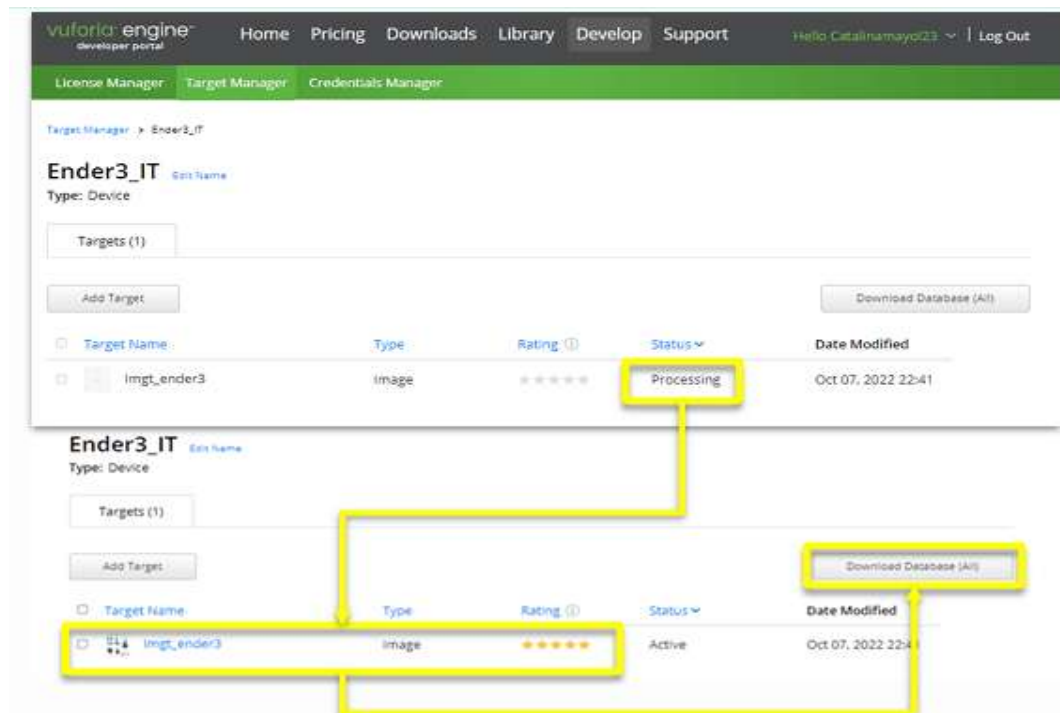 vuforia engine™ Home Pricing Downloads Library Develop Support Hello Catalinamayol23 | Log Out
developer portal
License Manager Target Manager Credentials Manager
Target Manager > Ender3_IT
Ender3_IT Edit Name
Type: Device
Targets (1)
Add Target Download Database (All)
Target Name Type Rating Status Date Modified
Imgt_ender3 Image Processing Oct 07, 2022 22:41
Ender3_IT Edit Name
Type: Device
Targets (1)
Add Target Download Database (All)
Target Name Type Rating Status Date Modified
Imgt_ender3 Image Active Oct 07, 2022 22:41